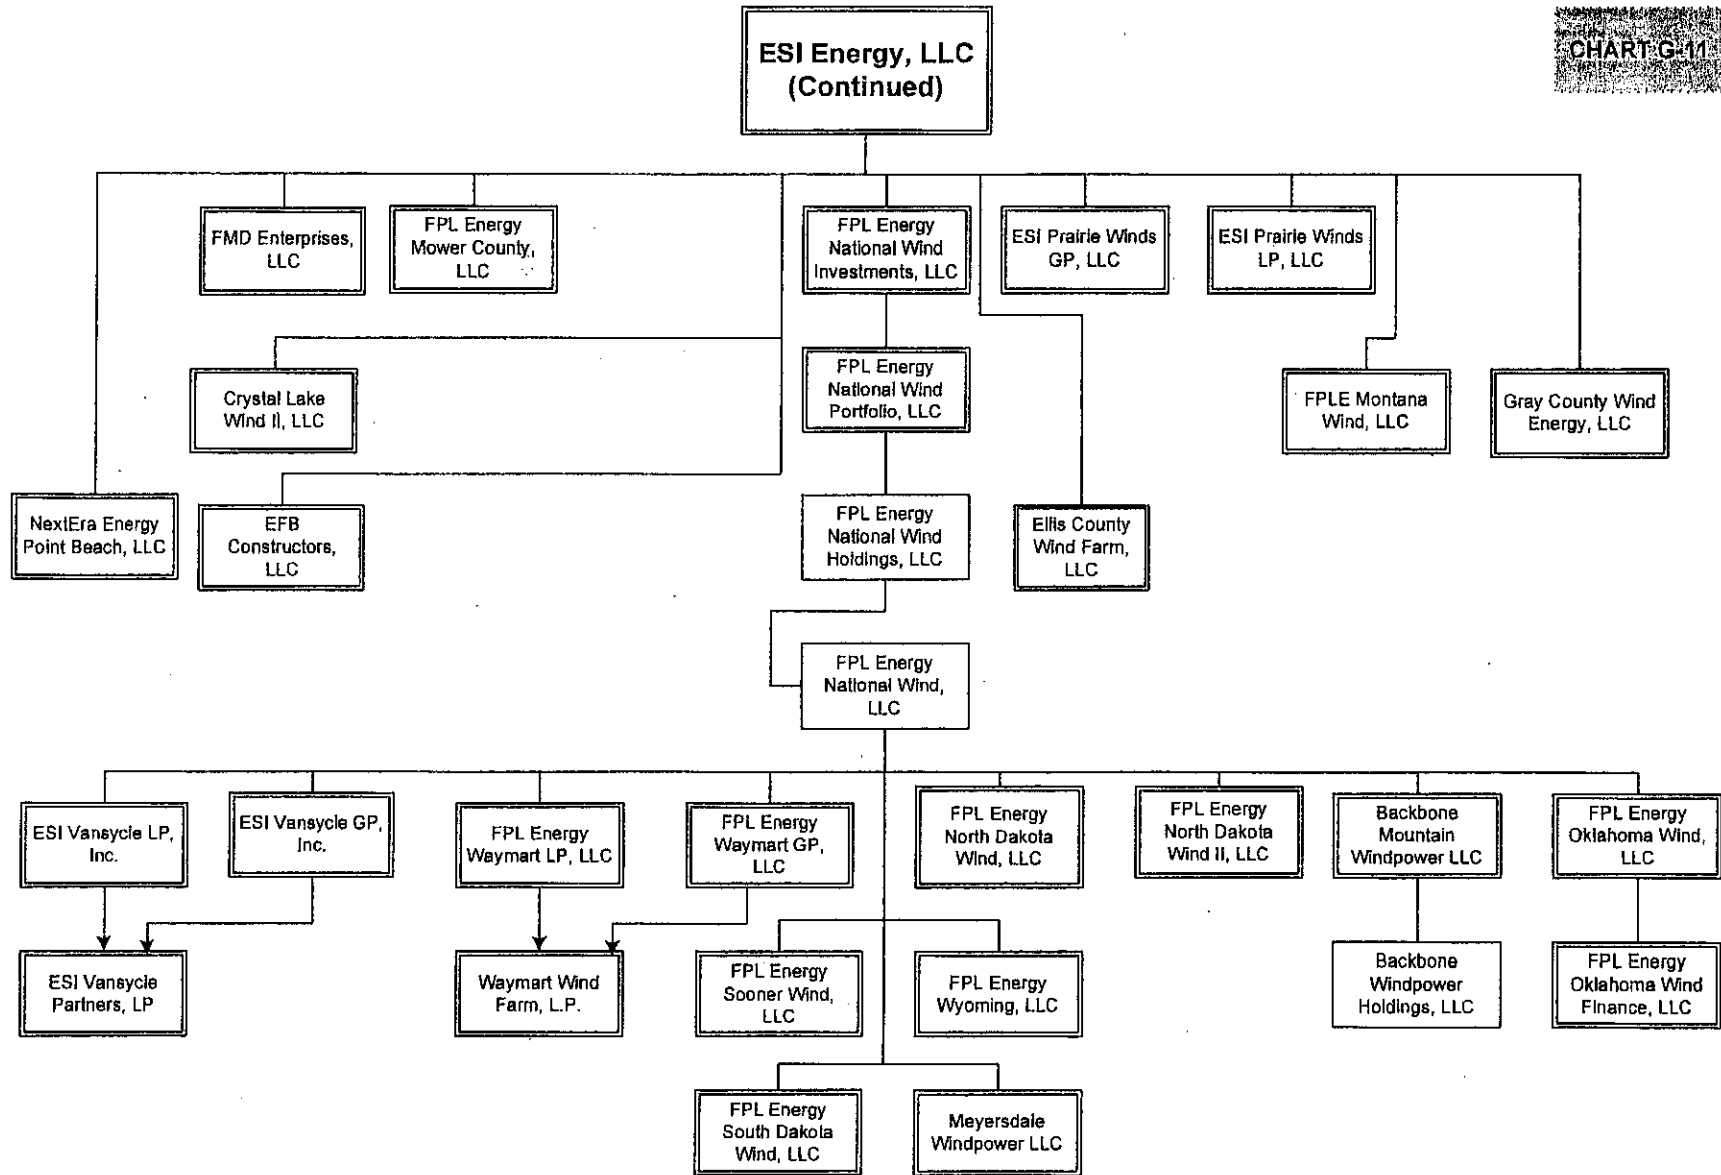 CHART G-11
ESI Energy, LLC
(Continued)
FMD Enterprises,
LLC
FPL Energy
Mower County,
LLC
FPL Energy
National Wind
Investments, LLC
ESI Prairie Winds
GP, LLC
ESI Prairie Winds
LP, LLC
Crystal Lake
Wind II, LLC
FPL Energy
National Wind
Portfolio, LLC
FPLE Montana
Wind, LLC
Gray County Wind
Energy, LLC
NextEra Energy
Point Beach, LLC
EFB
Constructors,
LLC
FPL Energy
National Wind
Holdings, LLC
Ellis County
Wind Farm,
LLC
FPL Energy
National Wind,
LLC
ESI Vansycle LP,
Inc.
ESI Vansycle GP,
Inc.
FPL Energy
Waymart LP, LLC
FPL Energy
Waymart GP,
LLC
FPL Energy
North Dakota
Wind, LLC
FPL Energy
North Dakota
Wind II, LLC
Backbone
Mountain
Windpower LLC
FPL Energy
Oklahoma Wind,
LLC
ESI Vansycle
Partners, LP
Waymart Wind
Farm, L.P.
FPL Energy
Sooner Wind,
LLC
FPL Energy
Wyoming, LLC
Backbone
Windpower
Holdings, LLC
FPL Energy
Oklahoma Wind
Finance, LLC
FPL Energy
South Dakota
Wind, LLC
Meyersdale
Windpower LLC